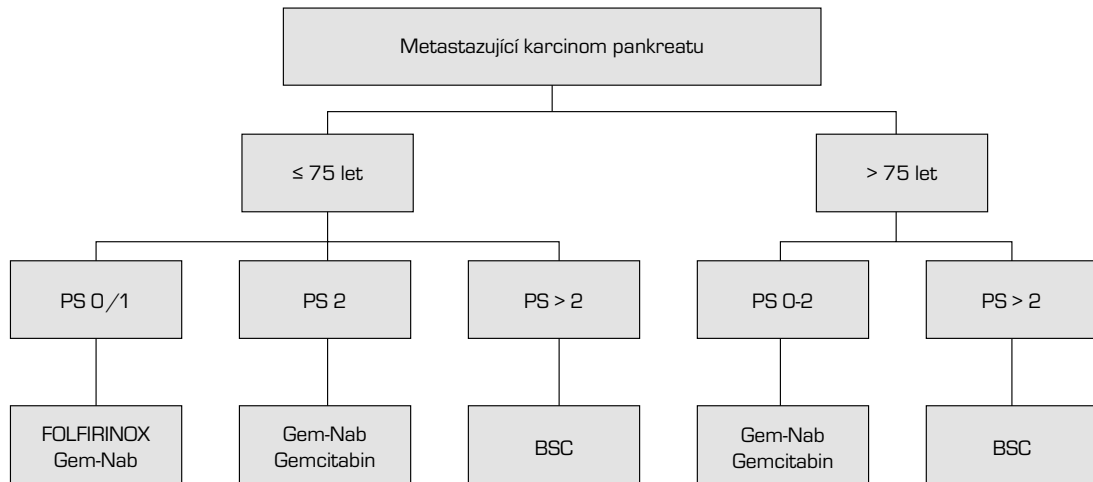 Metastazující karcinom pankreatu
≤ 75 let
> 75 let
PS 0/1
PS 2
PS > 2
PS 0-2
PS > 2
FOLFIRINOX
Gem-Nab
Gem-Nab
Gemcitabin
BSC
Gem-Nab
Gemcitabin
BSC